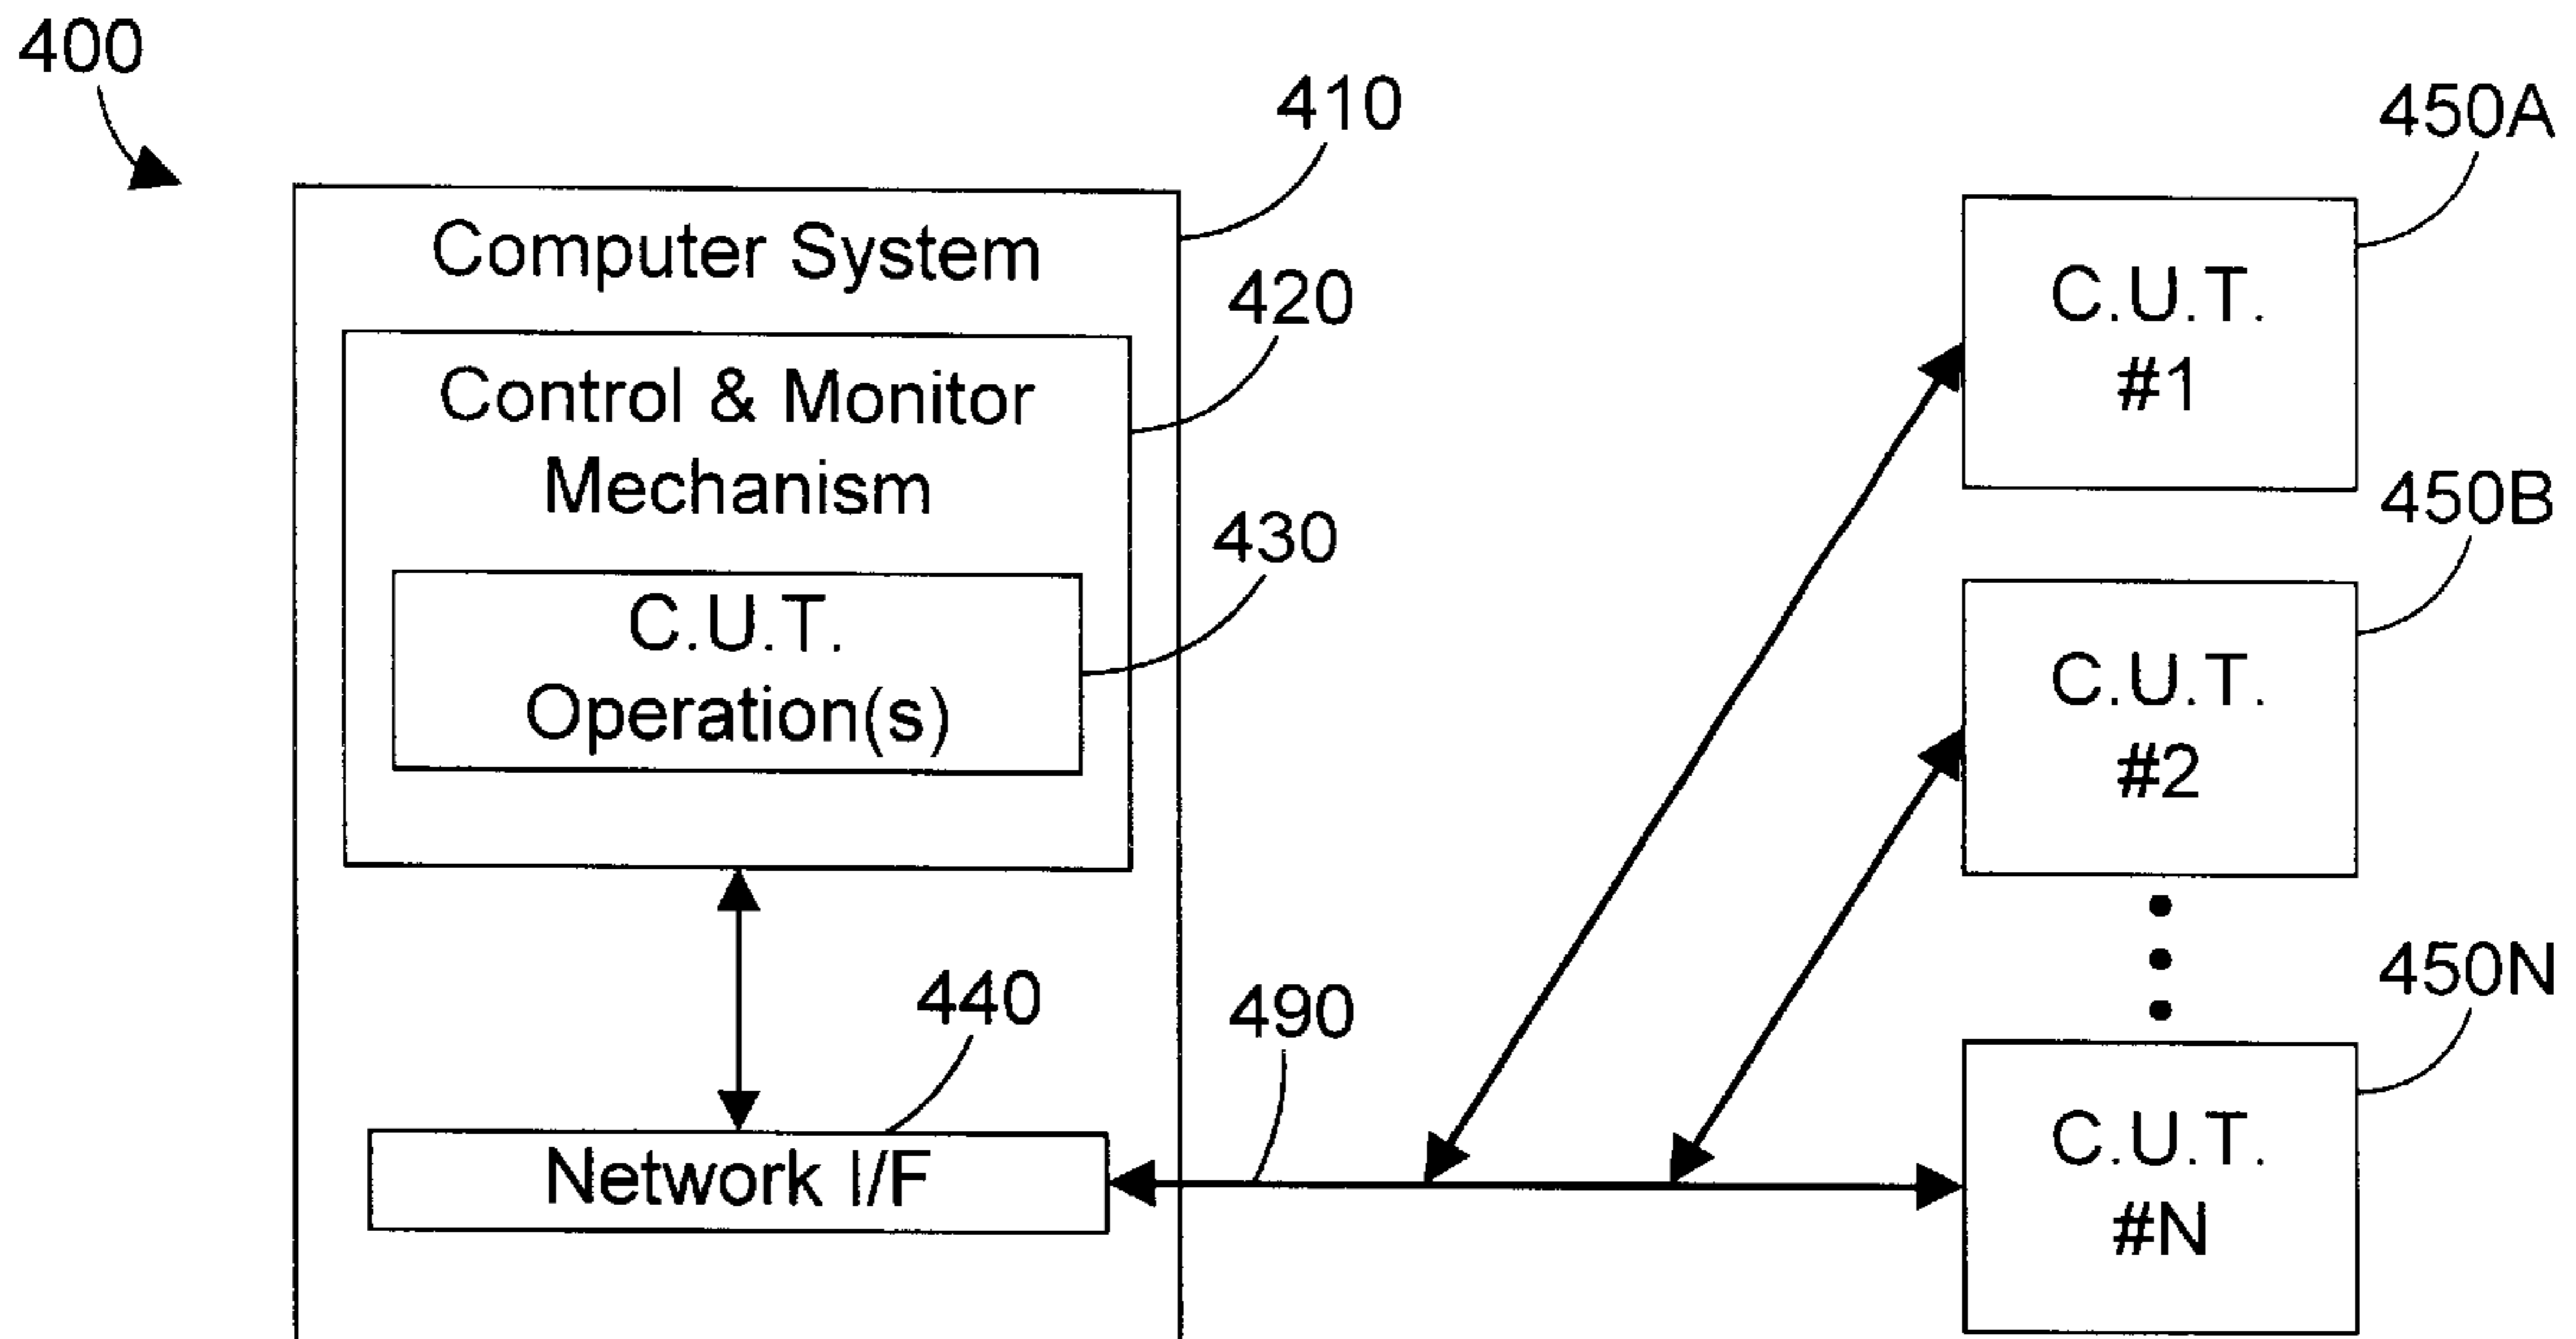 400
410
450A
Computer System
420
C.U.T.
#1
Control & Monitor
Mechanism
450B
430
C.U.T.
Operation(s)
C.U.T.
#2
440
490
450N
Network I/F
C.U.T.
#N